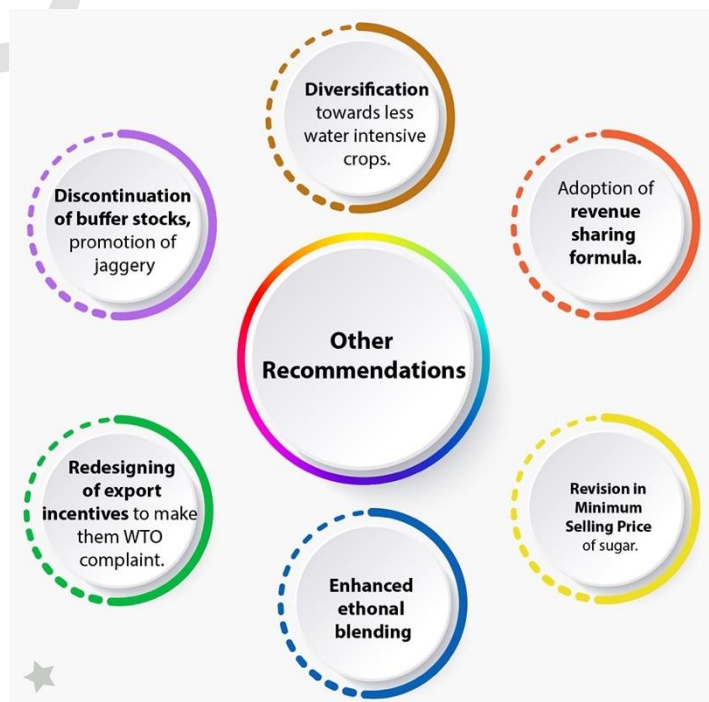 Diversification
towards less
water intensive
crops.
Discontinuation
of buffer stocks,
promotion of
jaggery
Adoption of
revenue
sharing
formula.
Other
Recommendations
Redesigning
of export
incentives to make
them WTO
complaint.
Revision in
Minimum
Selling Price
of sugar.
Enhanced
ethonal
blending